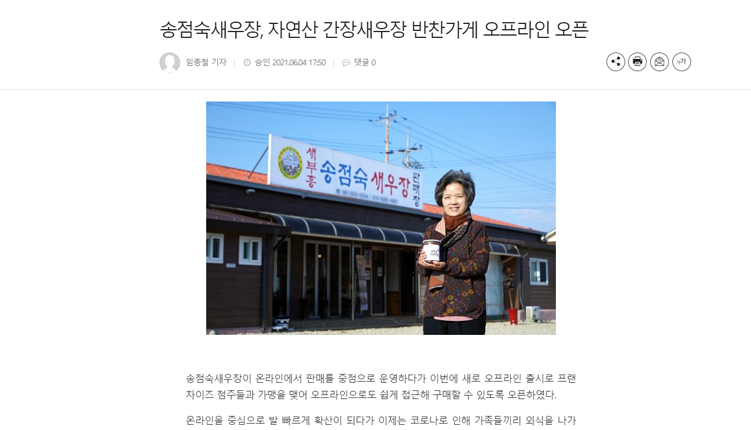 송점숙새우장, 자연산 간장새우장 반찬가게 오프라인 오픈
임종철 기자 승인 2021.06.04 17:50 댓글 0
가가
새부흥 송점숙 새우장 판매장
송점숙새우장이 온라인에서 판매를 중점으로 운영하다가 이번에 새로 오프라인 출시로 프랜
차이즈 점주들과 가맹을 맺어 오프라인으로도 쉽게 접근해 구매할 수 있도록 오픈하였다.
온라인을 중심으로 발 빠르게 확산이 되다가 이제는 코로나로 인해 가족들끼리 외식을 나가